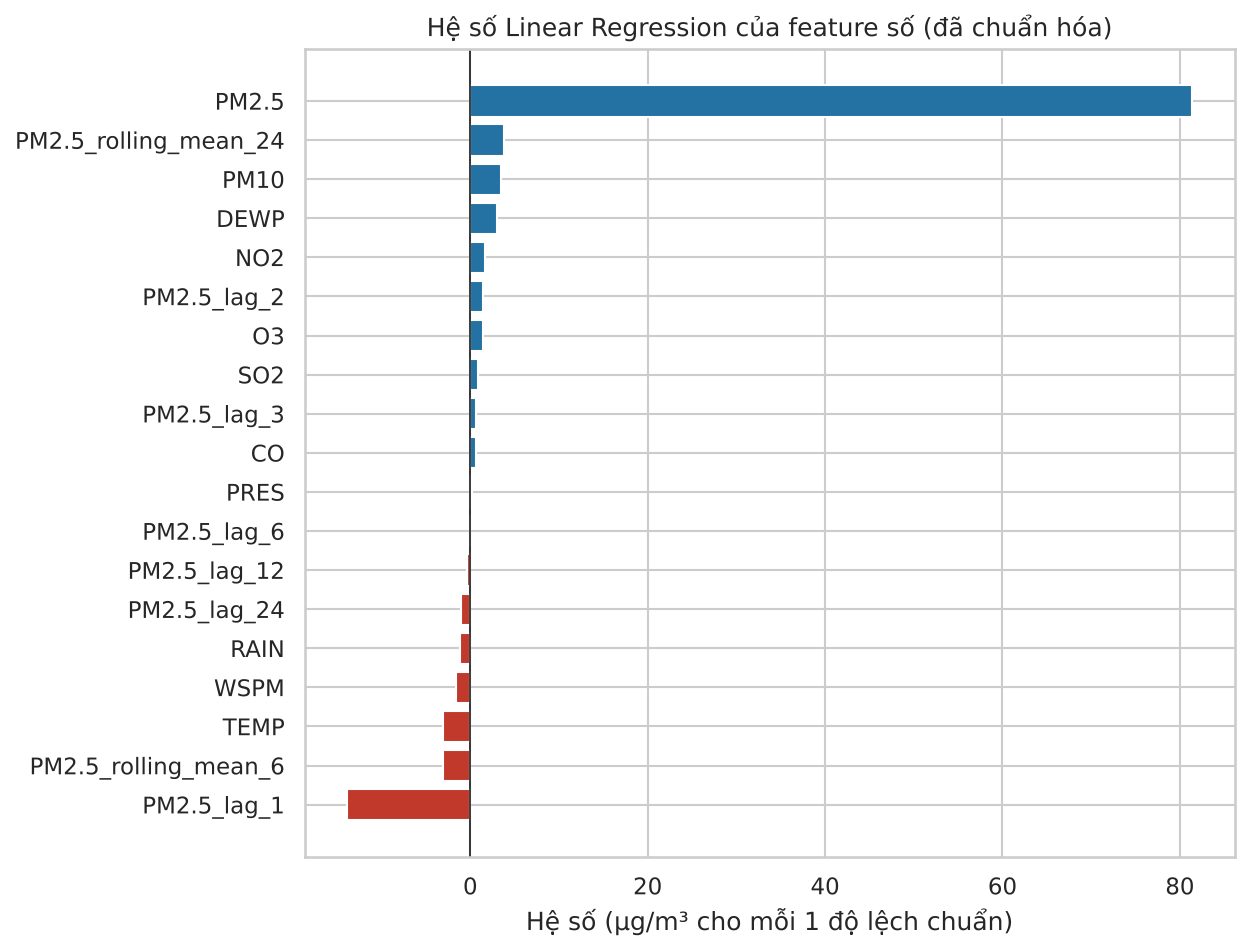 Hệ số Linear Regression của feature số (đã chuẩn hóa)
PM2.5
PM2.5_rolling_mean_24
PM10
DEWP
NO2
PM2.5_lag_2
O3
SO2
PM2.5_lag_3
CO
PRES
PM2.5_lag_6
PM2.5_lag_12
PM2.5_lag_24
RAIN
WSPM
TEMP
PM2.5_rolling_mean_6
PM2.5_lag_1
0 20 40 60 80
Hệ số (µg/m³ cho mỗi 1 độ lệch chuẩn)